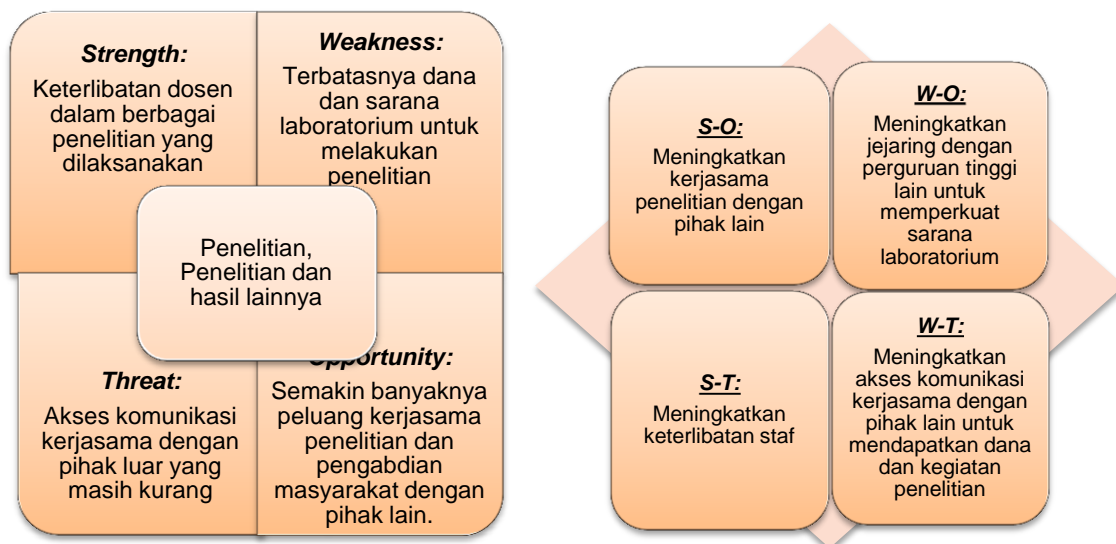 Strength:
Keterlibatan dosen
dalam berbagai
penelitian yang
dilaksanakan
Weakness:
Terbatasnya dana
dan sarana
laboratorium untuk
melakukan
penelitian
Penelitian,
Penelitian dan
hasil lainnya
Threat:
Akses komunikasi
kerjasama dengan
pihak luar yang
masih kurang
Opportunity:
Semakin banyaknya
peluang kerjasama
penelitian dan
pengabdian
masyarakat dengan
pihak lain.
S-O:
Meningkatkan
kerjasama
penelitian dengan
pihak lain
W-O:
Meningkatkan
jejaring dengan
perguruan tinggi
lain untuk
memperkuat
sarana
laboratorium
S-T:
Meningkatkan
keterlibatan staf
W-T:
Meningkatkan
akses komunikasi
kerjasama dengan
pihak lain untuk
mendapatkan dana
dan kegiatan
penelitian